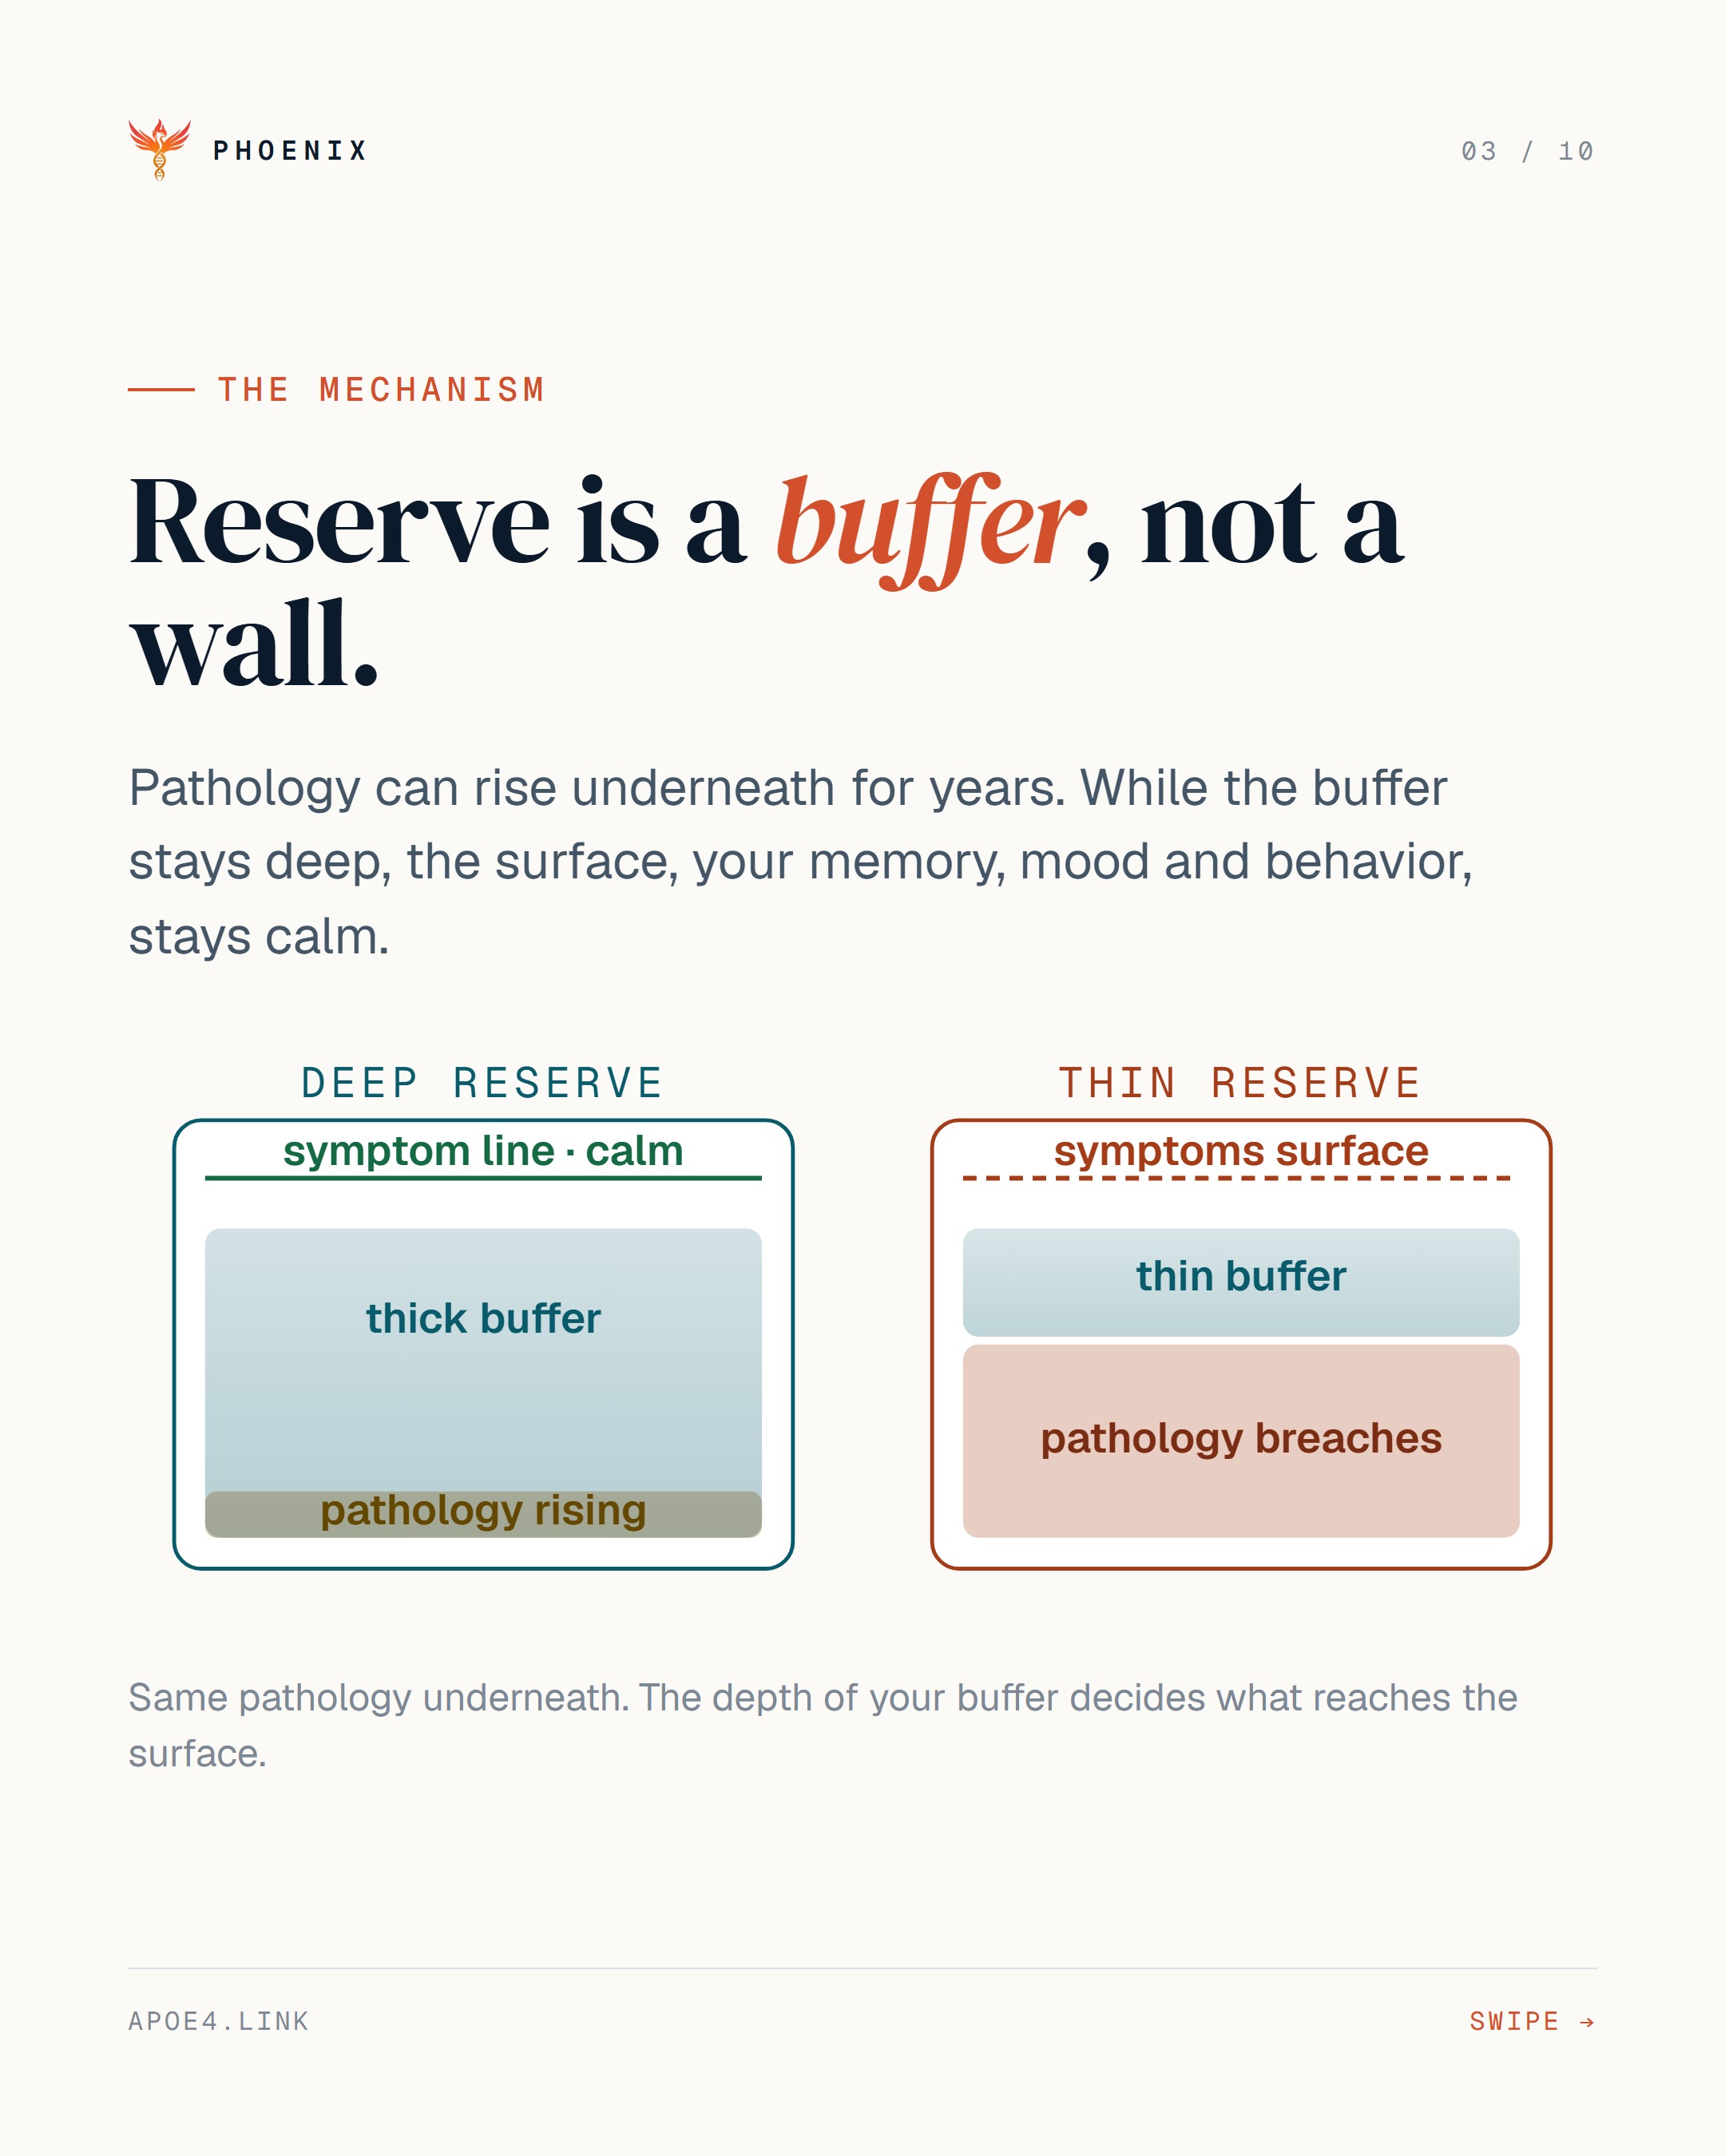 PHOENIX
03 / 10
THE MECHANISM
Reserve is a buffer, not a
wall.
Pathology can rise underneath for years. While the buffer
stays deep, the surface, your memory, mood and behavior,
stays calm.
DEEP RESERVE
symptom line · calm
thick buffer
pathology rising
THIN RESERVE
symptoms surface
thin buffer
pathology breaches
Same pathology underneath. The depth of your buffer decides what reaches the
surface.
APOE4.LINK
SWIPE →